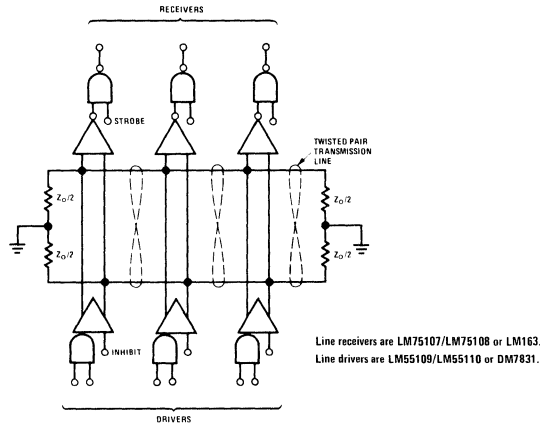 RECEIVERS
STROBE
TWISTED PAIR
TRANSMISSION
LINE
Zo/2
Zo/2
Zo/2
Zo/2
INHIBIT
Line receivers are LM75107/LM75108 or LM163.
Line drivers are LM55109/LM55110 or DM7831.
DRIVERS